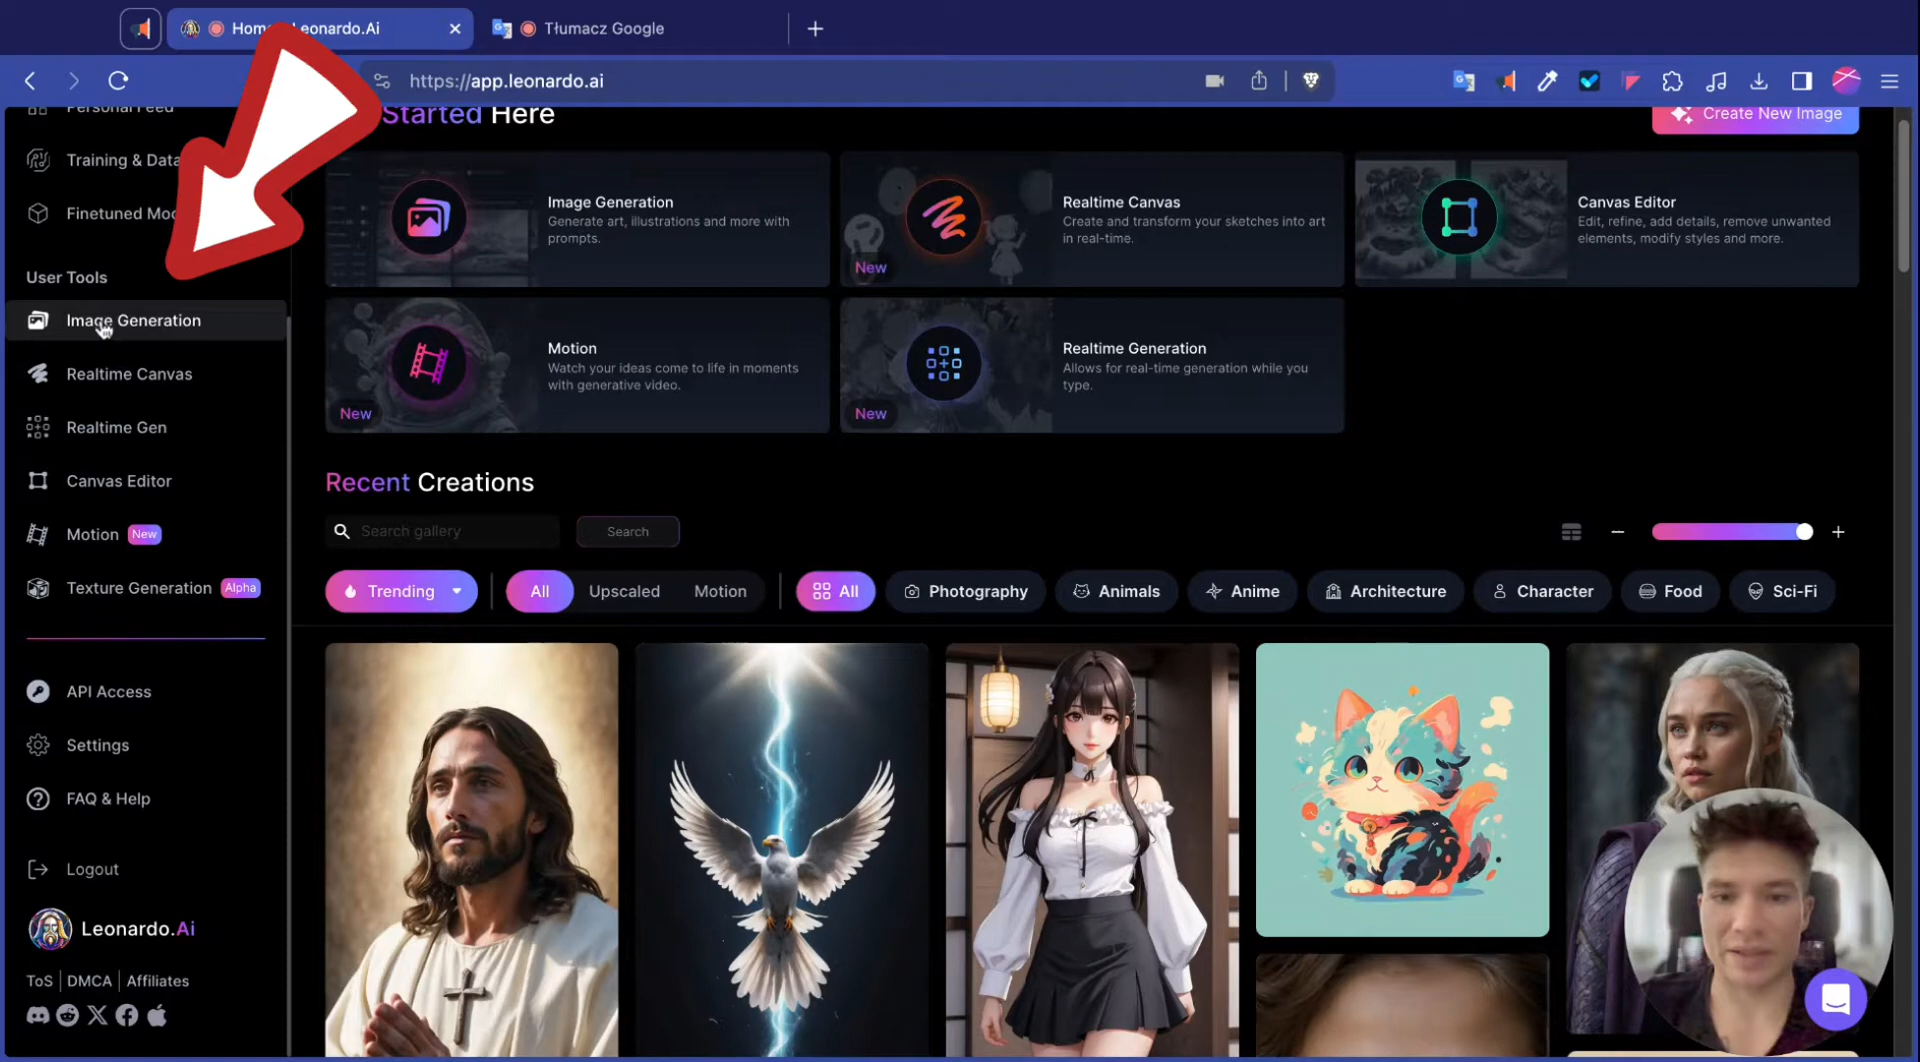 Home - Leonardo.Ai
Tłumacz Google
https://app.leonardo.ai
Personal Feed
Training & Data
Finetuned Mod
User Tools
Image Generation
Realtime Canvas
Realtime Gen
Canvas Editor
Motion New
Texture Generation Alpha
API Access
Settings
FAQ & Help
Logout
Leonardo.Ai
ToS | DMCA | Affiliates
Started Here
Create New Image
Image Generation
Generate art, illustrations and more with
prompts.
Realtime Canvas
Create and transform your sketches into art
in real-time.
New
Canvas Editor
Edit, refine, add details, remove unwanted
elements, modify styles and more.
Motion
Watch your ideas come to life in moments
with generative video.
New
Realtime Generation
Allows for real-time generation while you
type.
New
Recent Creations
Search gallery
Search
Trending
All
Upscaled
Motion
All
Photography
Animals
Anime
Architecture
Character
Food
Sci-Fi